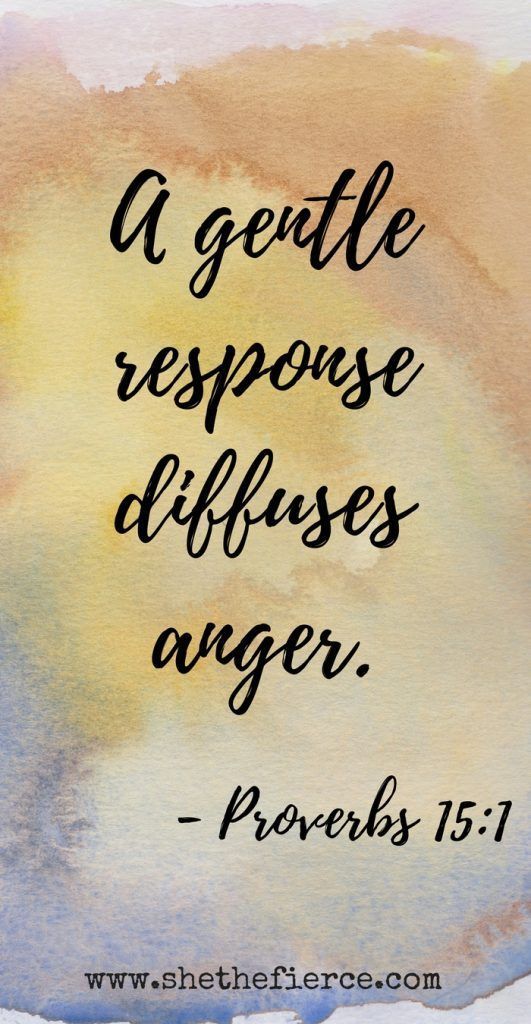 A gentle
response
diffuses
anger.
- Proverbs 15:1
www.shethefierce.com